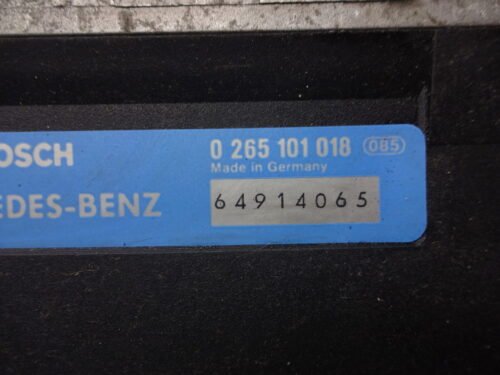 OSCH 0 265 101 018 085
Made in Germany
EDES-BENZ 64914065